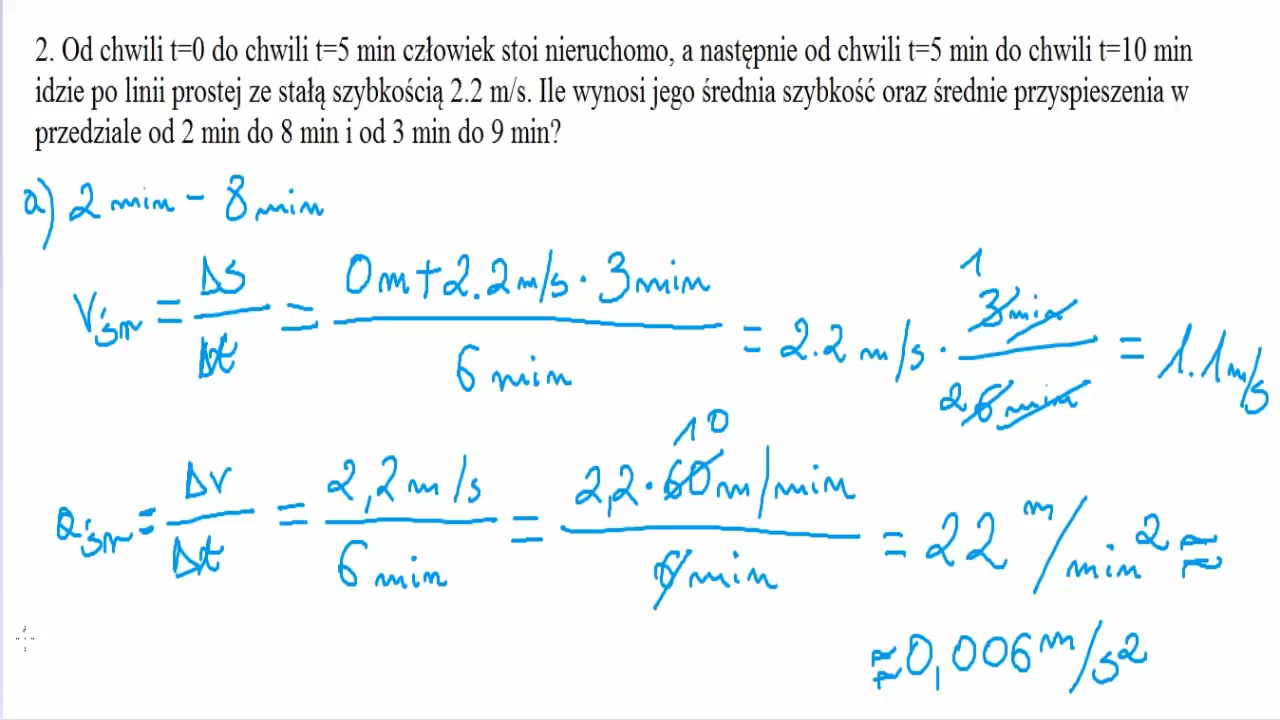 2. Od chwili t=0 do chwili t=5 min człowiek stoi nieruchomo, a następnie od chwili t=5 min do chwili t=10 min
idzie po linii prostej ze stałą szybkością 2.2 m/s. Ile wynosi jego średnia szybkość oraz średnie przyspieszenia w
przedziale od 2 min do 8 min i od 3 min do 9 min?
a) 2 min - 8 min
Vśr = Δs/Δt = (0m+2.2m/s · 3min)/(6 min) = 2.2 m/s · (1 3min)/(2 6min) = 1.1m/s
aśr = Δv/Δt = (2,2m/s)/(6 min) = (2,2 · 60 10 m/min)/(6 min) = 22 m/min² ≈
≈ 0,006 m/s²